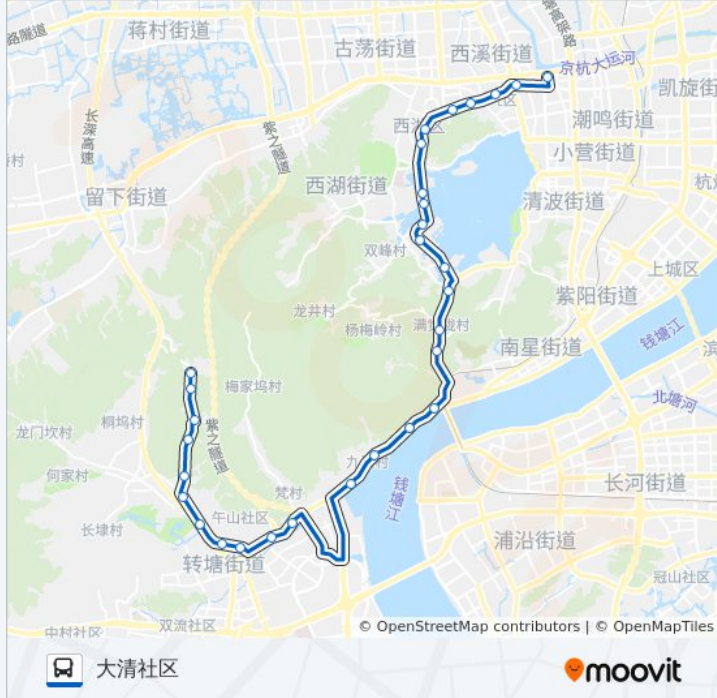 蒋村街道
路隧道
古荡街道
西溪街道
塘高架路
京杭大运河
凯旋街
长深高速
紫之隧道
潮鸣街道
小营街道
留下街道
西湖街道
清波街道
双峰村
上城区
紫阳街道
龙井村
杨梅岭村
南星街道
钱塘江
梅家坞村
北塘河
桐坞村
龙门坎村
紫之隧道
何家村
梵村
钱塘江
长河街道
长埭村
午山社区
浦沿街道
转塘街道
冠山社区
中村社区
双流社区
© OpenStreetMap contributors | © OpenMapTiles
大清社区
moovit